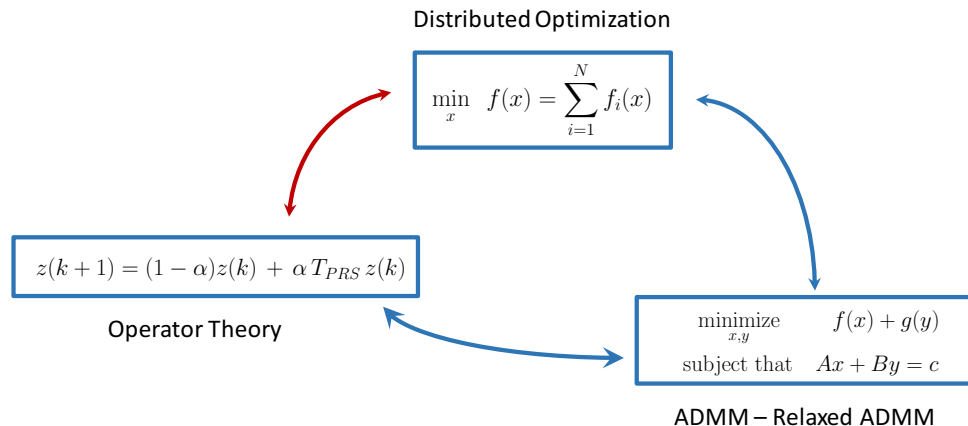 Distributed Optimization
min_x f(x) = \sum_{i=1}^{N} f_i(x)
z(k + 1) = (1 − α)z(k) + α T_{PRS} z(k)
Operator Theory
minimize_{x,y} f(x) + g(y)
subject that Ax + By = c
ADMM – Relaxed ADMM